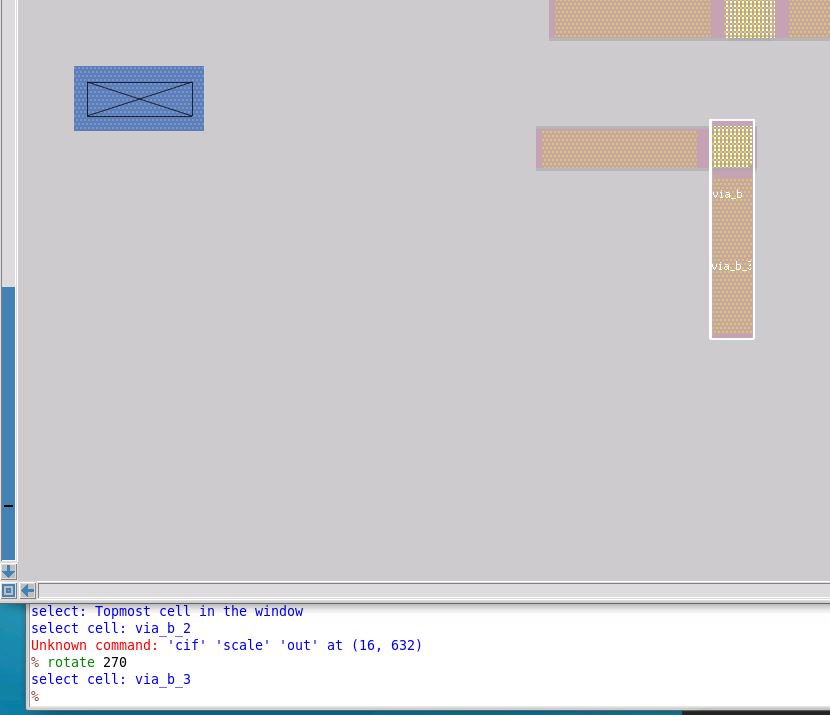 via_b
via_b_3
select: Topmost cell in the window
select cell: via_b_2
Unknown command: 'cif' 'scale' 'out' at (16, 632)
% rotate 270
select cell: via_b_3
%